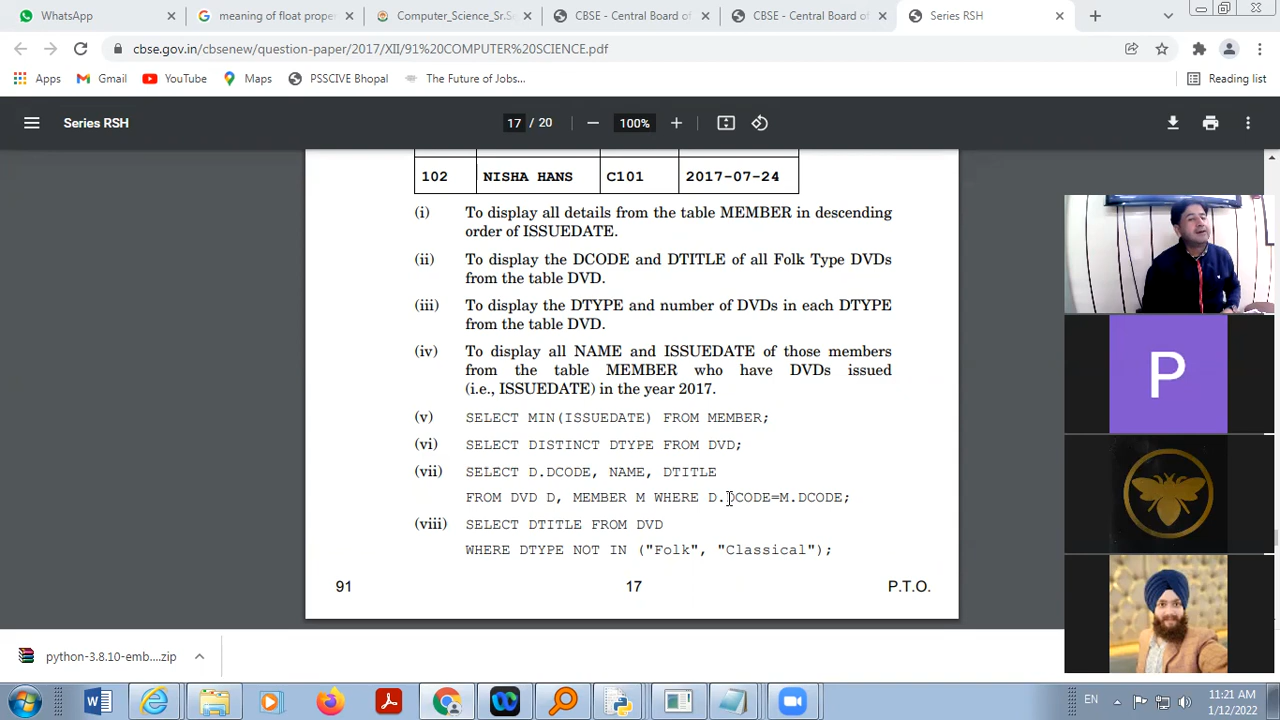 WhatsApp
meaning of float prope
Computer_Science_Sr.S
CBSE - Central Board of
CBSE - Central Board of
Series RSH
cbse.gov.in/cbsenew/question-paper/2017/XII/91%20COMPUTER%20SCIENCE.pdf
Apps
Gmail
YouTube
Maps
PSSCIVE Bhopal
The Future of Jobs...
Reading list
Series RSH
17 / 20
100%
102 NISHA HANS C101 2017-07-24
(i) To display all details from the table MEMBER in descending
order of ISSUEDATE.
(ii) To display the DCODE and DTITLE of all Folk Type DVDs
from the table DVD.
(iii) To display the DTYPE and number of DVDs in each DTYPE
from the table DVD.
(iv) To display all NAME and ISSUEDATE of those members
from the table MEMBER who have DVDs issued
(i.e., ISSUEDATE) in the year 2017.
(v) SELECT MIN(ISSUEDATE) FROM MEMBER;
(vi) SELECT DISTINCT DTYPE FROM DVD;
(vii) SELECT D.DCODE, NAME, DTITLE
FROM DVD D, MEMBER M WHERE D.DCODE=M.DCODE;
(viii) SELECT DTITLE FROM DVD
WHERE DTYPE NOT IN ("Folk", "Classical");
91 17 P.T.O.
P
python-3.8.10-emb....zip
EN
11:21 AM
1/12/2022